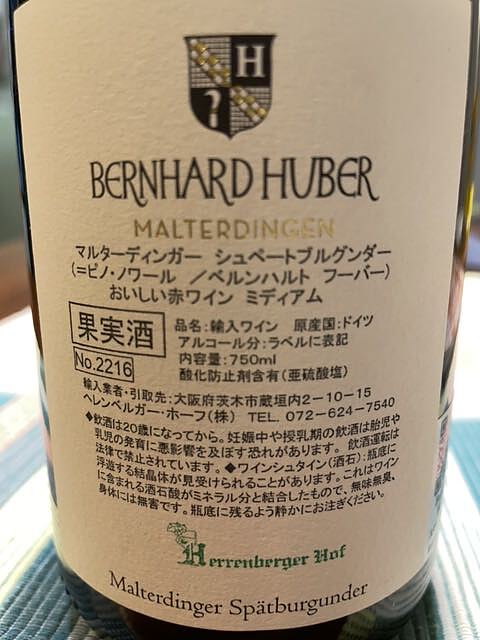 H
BERNHARD HUBER
MALTERDINGEN
マルターディンガー シュペートブルグンダー
(=ピノ・ノワール /ベルンハルト フーバー)
おいしい赤ワイン ミディアム
果実酒
No.2216
品名:輸入ワイン 原産国:ドイツ
アルコール分:ラベルに表記
内容量:750ml
酸化防止剤含有(亜硫酸塩)
輸入業者・引取先:大阪府茨木市蔵垣内2-10-15
ヘレンベルガー・ホーフ(株) TEL. 072-624-7540
◆飲酒は20歳になってから。妊娠中や授乳期の飲酒は胎児や
乳児の発育に悪影響を及ぼす恐れがあります。 飲酒運転は
法律で禁止されています。◆ワインシュタイン(酒石):瓶底に
浮遊する結晶体が見受けられることがあります。これはワイン
に含まれる酒石酸がミネラル分と結合したもので、無味無臭、
身体には無害です。瓶底に残るよう静かにお注ぎください。
Herrenberger Hof
Malterdinger Spätburgunder